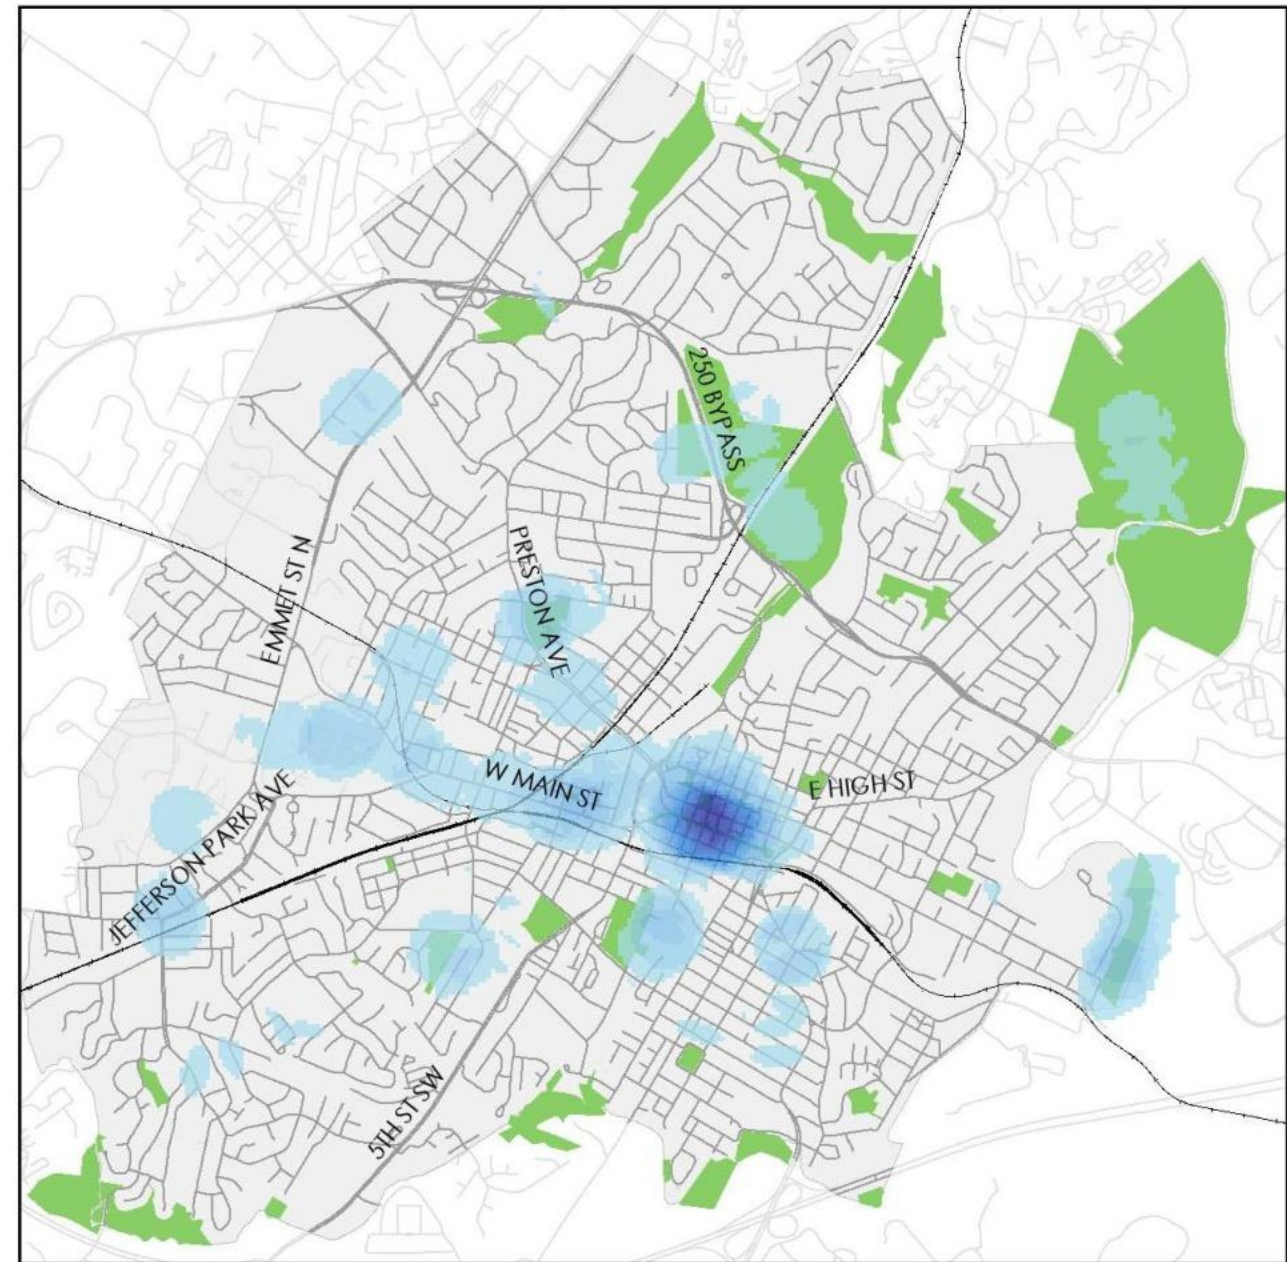 250 BYPASS
EMMET ST N
PRESTON AVE
W MAIN ST
E HIGH ST
JEFFERSON PARK AVE
5TH ST SW